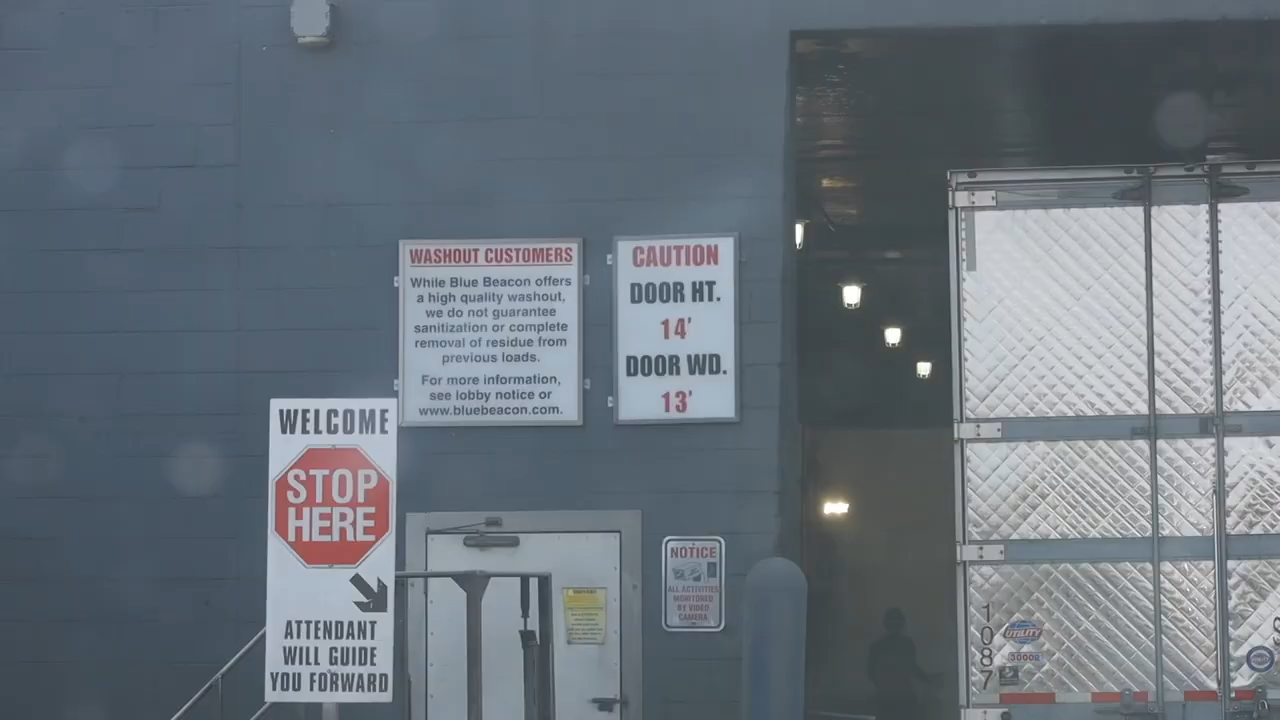 WASHOUT CUSTOMERS
While Blue Beacon offers
a high quality washout,
we do not guarantee
sanitization or complete
removal of residue from
previous loads.
For more information,
see lobby notice or
www.bluebeacon.com.
CAUTION
DOOR HT.
14'
DOOR WD.
13'
WELCOME
STOP
HERE
ATTENDANT
WILL GUIDE
YOU FORWARD
NOTICE
ALL ACTIVITIES
MONITORED
BY VIDEO
CAMERA
1087
UTILITY
3000R